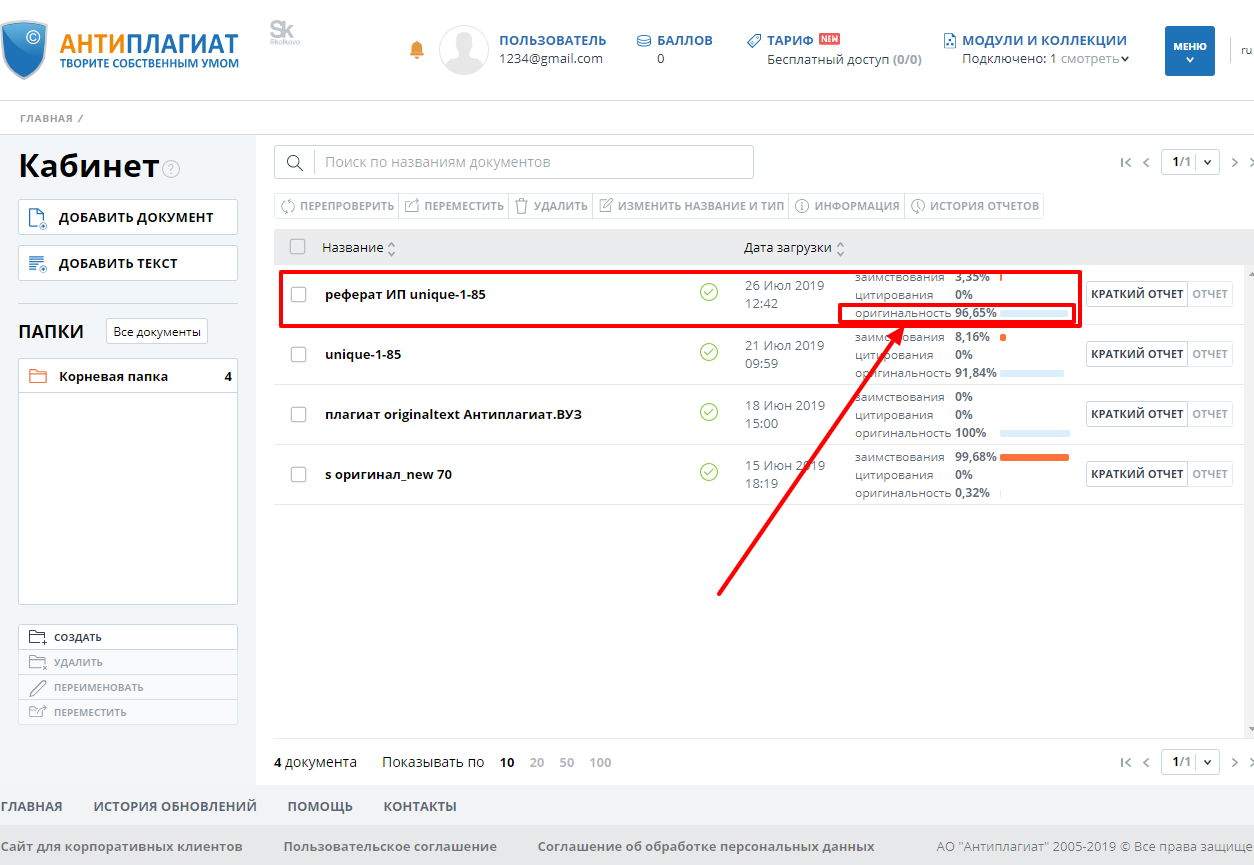 АНТИПЛАГИАТ
ТВОРИТЕ СОБСТВЕННЫМ УМОМ
Sk
ПОЛЬЗОВАТЕЛЬ
1234@gmail.com
БАЛЛОВ
0
ТАРИФ NEW
Бесплатный доступ (0/0)
МОДУЛИ И КОЛЛЕКЦИИ
Подключено: 1 смотреть
МЕНЮ
ru
ГЛАВНАЯ /
Кабинет ?
ДОБАВИТЬ ДОКУМЕНТ
ДОБАВИТЬ ТЕКСТ
ПАПКИ Все документы
Корневая папка 4
СОЗДАТЬ
УДАЛИТЬ
ПЕРЕИМЕНОВАТЬ
ПЕРЕМЕСТИТЬ
Поиск по названиям документов
1/1
ПЕРЕПРОВЕРИТЬ ПЕРЕМЕСТИТЬ УДАЛИТЬ ИЗМЕНИТЬ НАЗВАНИЕ И ТИП ИНФОРМАЦИЯ ИСТОРИЯ ОТЧЕТОВ
Название Дата загрузки
реферат ИП unique-1-85
26 Июл 2019
12:42
заимствования 3,35%
цитирования 0%
оригинальность 96,65%
КРАТКИЙ ОТЧЕТ ОТЧЕТ
unique-1-85
21 Июл 2019
09:59
заимствования 8,16%
цитирования 0%
оригинальность 91,84%
КРАТКИЙ ОТЧЕТ ОТЧЕТ
плагиат originaltext Антиплагиат.ВУЗ
18 Июн 2019
15:00
заимствования 0%
цитирования 0%
оригинальность 100%
КРАТКИЙ ОТЧЕТ ОТЧЕТ
s оригинал_new 70
15 Июн 2019
18:19
заимствования 99,68%
цитирования 0%
оригинальность 0,32%
КРАТКИЙ ОТЧЕТ ОТЧЕТ
4 документа Показывать по 10 20 50 100
1/1
ГЛАВНАЯ ИСТОРИЯ ОБНОВЛЕНИЙ ПОМОЩЬ КОНТАКТЫ
Сайт для корпоративных клиентов Пользовательское соглашение Соглашение об обработке персональных данных АО "Антиплагиат" 2005-2019 © Все права защище